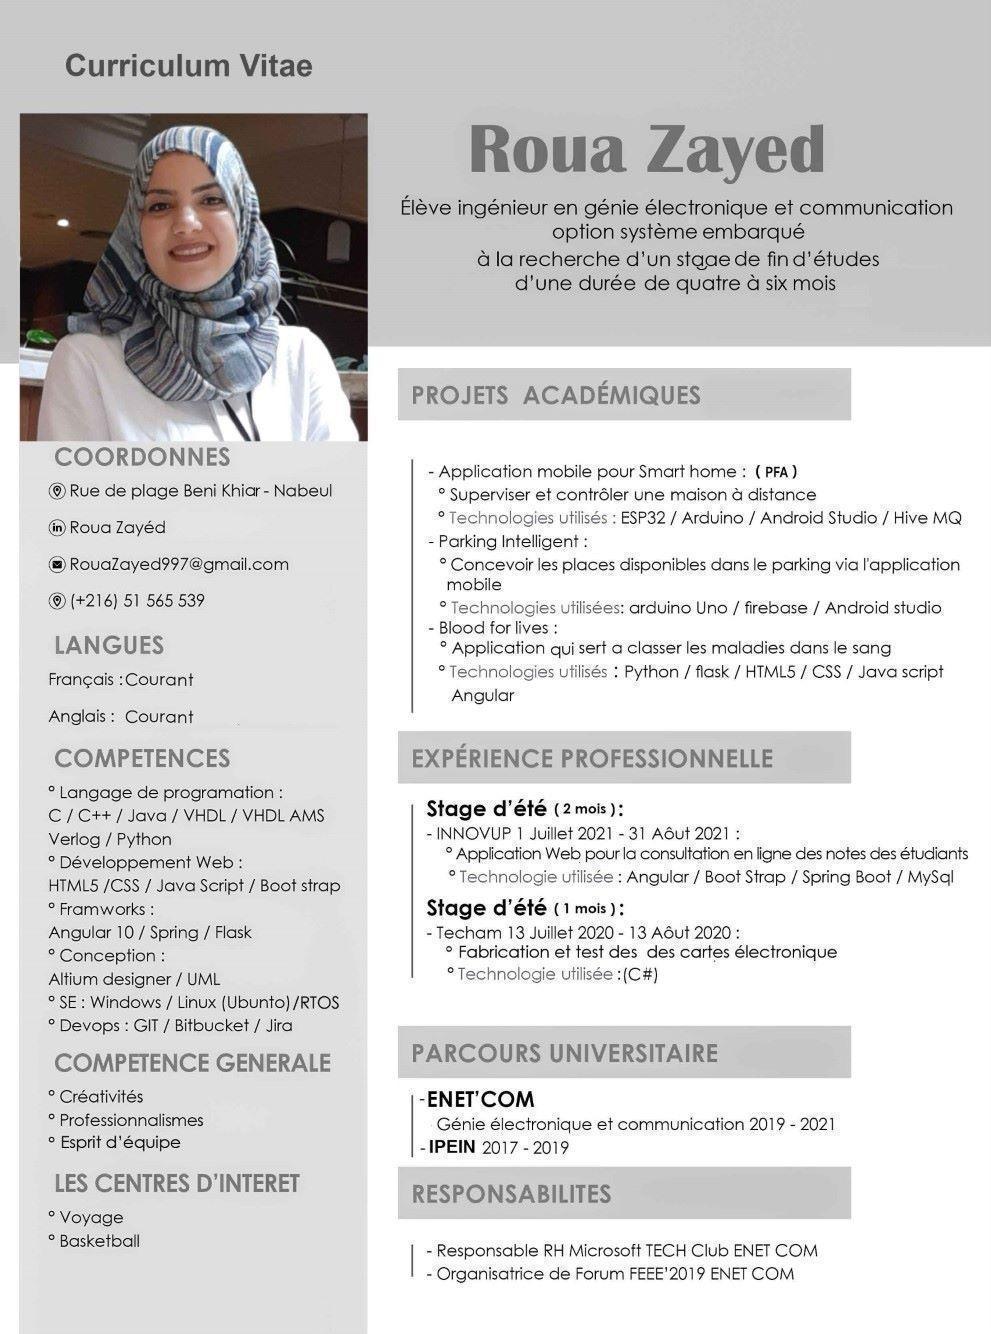 Curriculum Vitae
Roua Zayed
Élève ingénieur en génie électronique et communication
option système embarqué
à la recherche d'un stage de fin d'études
d'une durée de quatre à six mois
COORDONNES
Rue de plage Beni Khiar - Nabeul
in Roua Zayéd
RouaZayed997@gmail.com
(+216) 51 565 539
LANGUES
Français : Courant
Anglais : Courant
COMPETENCES
° Langage de programation :
C / C++ / Java / VHDL / VHDL AMS
Verlog / Python
° Développement Web :
HTML5 /CSS / Java Script / Boot strap
° Framworks :
Angular 10 / Spring / Flask
° Conception :
Altium designer / UML
° SE : Windows / Linux (Ubunto)/RTOS
° Devops : GIT / Bitbucket / Jira
COMPETENCE GENERALE
° Créativités
° Professionnalismes
° Esprit d'équipe
LES CENTRES D'INTERET
° Voyage
° Basketball
PROJETS ACADÉMIQUES
- Application mobile pour Smart home : ( PFA )
° Superviser et contrôler une maison à distance
° Technologies utilisés : ESP32 / Arduino / Android Studio / Hive MQ
- Parking Intelligent :
° Concevoir les places disponibles dans le parking via l'application
mobile
° Technologies utilisées: arduino Uno / firebase / Android studio
- Blood for lives :
° Application qui sert a classer les maladies dans le sang
° Technologies utilisés : Python / flask / HTML5 / CSS / Java script
Angular
EXPÉRIENCE PROFESSIONNELLE
Stage d'été ( 2 mois ) :
- INNOVUP 1 Juillet 2021 - 31 Aôut 2021 :
° Application Web pour la consultation en ligne des notes des étudiants
° Technologie utilisée : Angular / Boot Strap / Spring Boot / MySql
Stage d'été ( 1 mois ) :
- Techam 13 Juillet 2020 - 13 Aôut 2020 :
° Fabrication et test des des cartes électronique
° Technologie utilisée :(C#)
PARCOURS UNIVERSITAIRE
-ENET'COM
Génie électronique et communication 2019 - 2021
- IPEIN 2017 - 2019
RESPONSABILITES
- Responsable RH Microsoft TECH Club ENET COM
- Organisatrice de Forum FEEE'2019 ENET COM